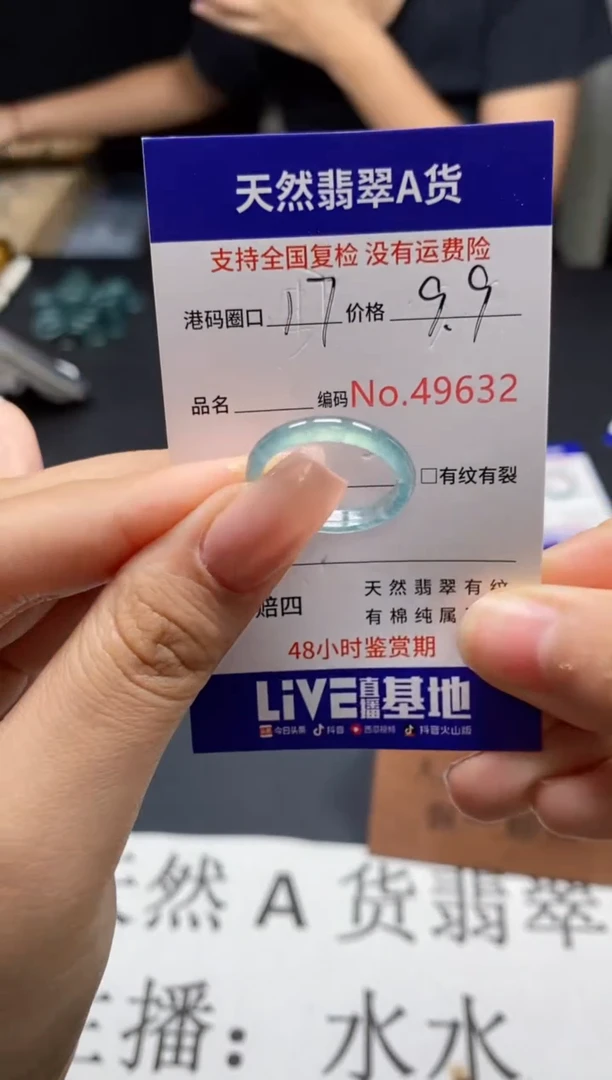 天然翡翠A货
支持全国复检 没有运费险
港码圈口 17 价格 9.9
品名 编码No.49632
□有纹有裂
赔四
天然翡翠有纹
有棉纯属
48小时鉴赏期
LiVE直播基地
今日头条 抖音 西瓜视频 抖音火山版
然 A 货翡翠
主播：水水